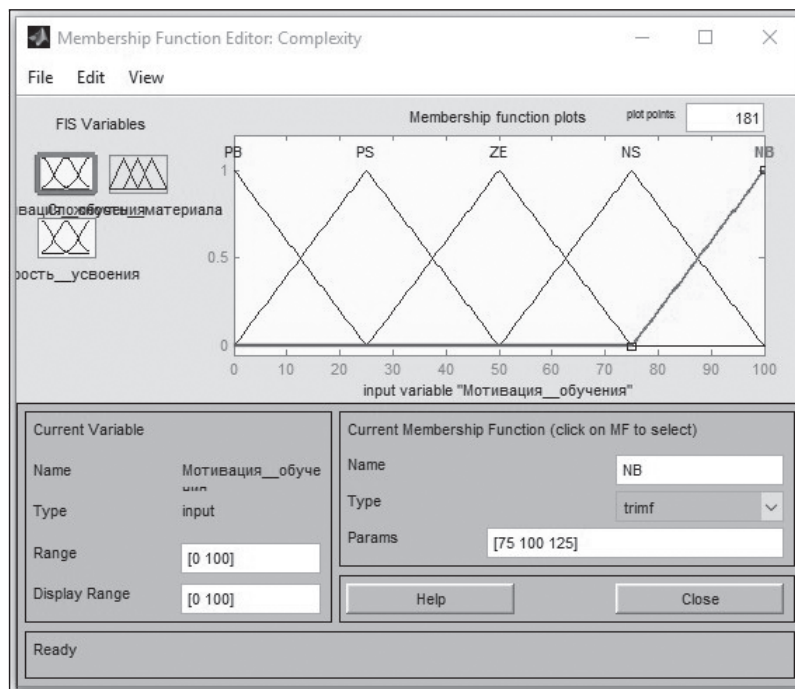 Membership Function Editor: Complexity
File Edit View
FIS Variables
Membership function plots
plot points:
181
PB PS ZE NS NB
1
0.5
0
0 10 20 30 40 50 60 70 80 90 100
input variable "Мотивация__обучения"
материала
рость__усвоения
Current Variable
Name Мотивация__обуче
Type input
Range [0 100]
Display Range [0 100]
Current Membership Function (click on MF to select)
Name NB
Type trimf
Params [75 100 125]
Help Close
Ready